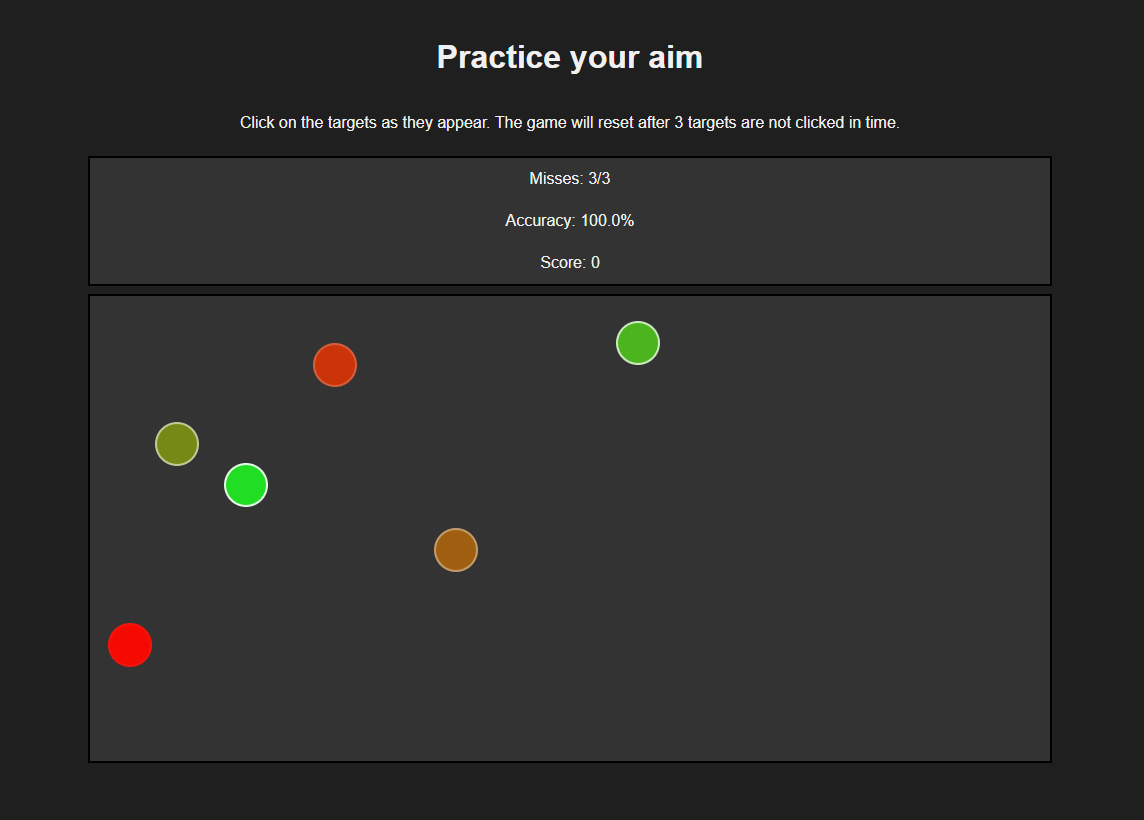 Practice your aim
Click on the targets as they appear. The game will reset after 3 targets are not clicked in time.
Misses: 3/3
Accuracy: 100.0%
Score: 0